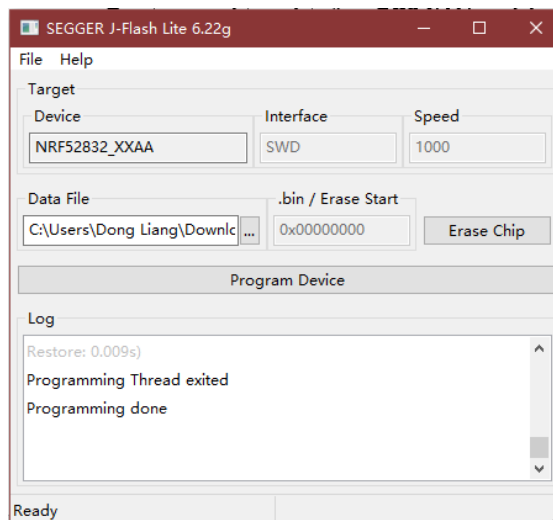 SEGGER J-Flash Lite 6.22g
File Help
Target
Device Interface Speed
NRF52832_XXAA SWD 1000
Data File .bin / Erase Start
C:\Users\Dong Liang\Downlc ... 0x00000000 Erase Chip
Program Device
Log
Restore: 0.009s)
Programming Thread exited
Programming done
Ready